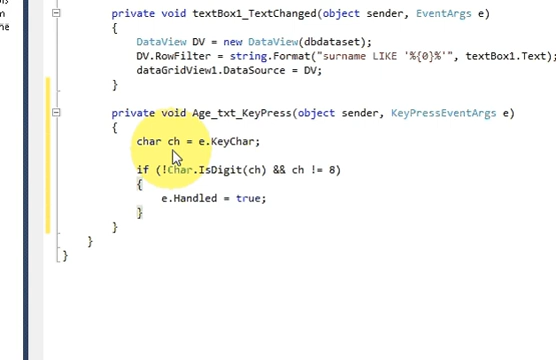 private void textBox1_TextChanged(object sender, EventArgs e)
{
DataView DV = new DataView(dbdataset);
DV.RowFilter = string.Format("surname LIKE '%{0}%'", textBox1.Text);
dataGridView1.DataSource = DV;
}
private void Age_txt_KeyPress(object sender, KeyPressEventArgs e)
{
char ch = e.KeyChar;
if (!Char.IsDigit(ch) && ch != 8)
{
e.Handled = true;
}
}
}
}